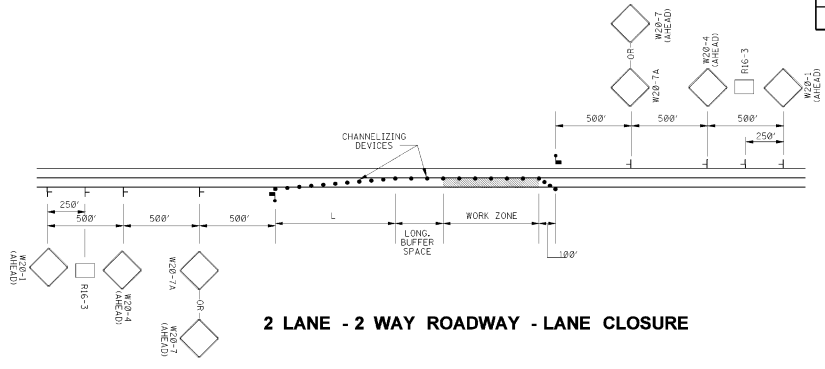 W20-7
(AHEAD)
OR
W20-7A
W20-4
(AHEAD)
R16-3
W20-1
(AHEAD)
500'
500'
500'
250'
CHANNELIZING
DEVICES
250'
500'
500'
500'
L
LONG.
BUFFER
SPACE
WORK ZONE
100'
W20-1
(AHEAD)
R16-3
W20-4
(AHEAD)
W20-7A
OR
W20-7
(AHEAD)
2 LANE - 2 WAY ROADWAY - LANE CLOSURE